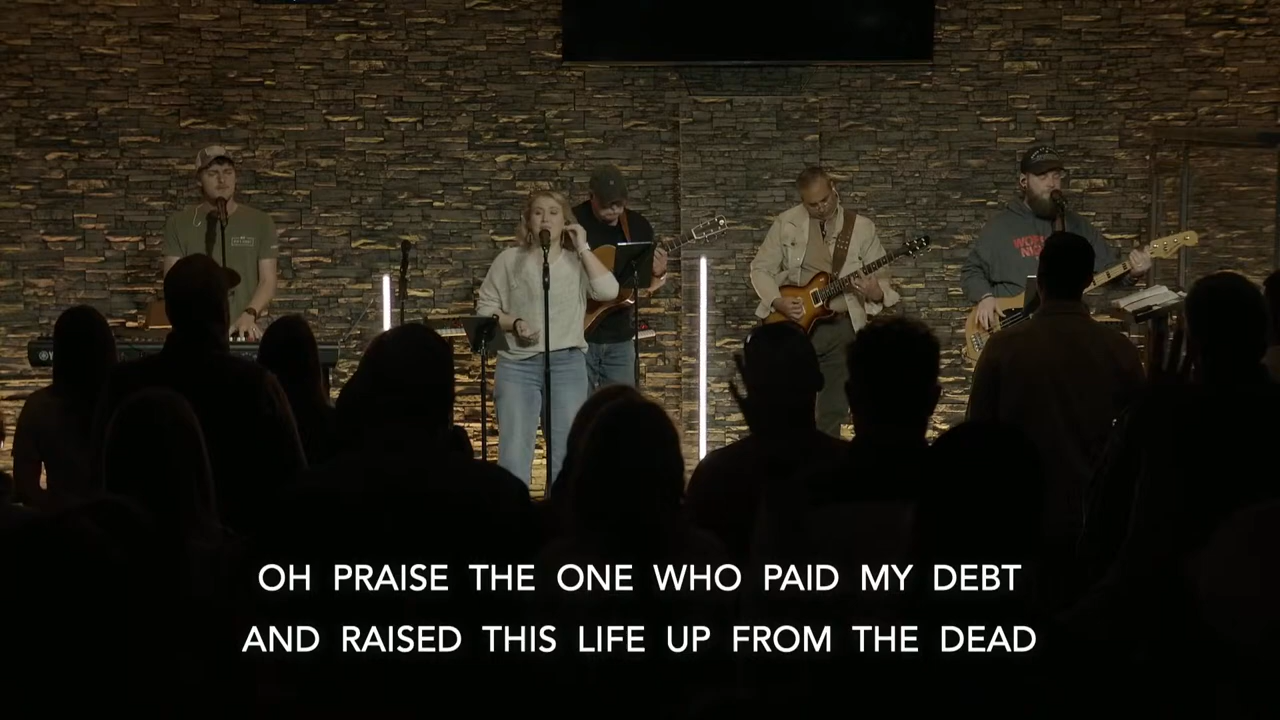 OH PRAISE THE ONE WHO PAID MY DEBT
AND RAISED THIS LIFE UP FROM THE DEAD